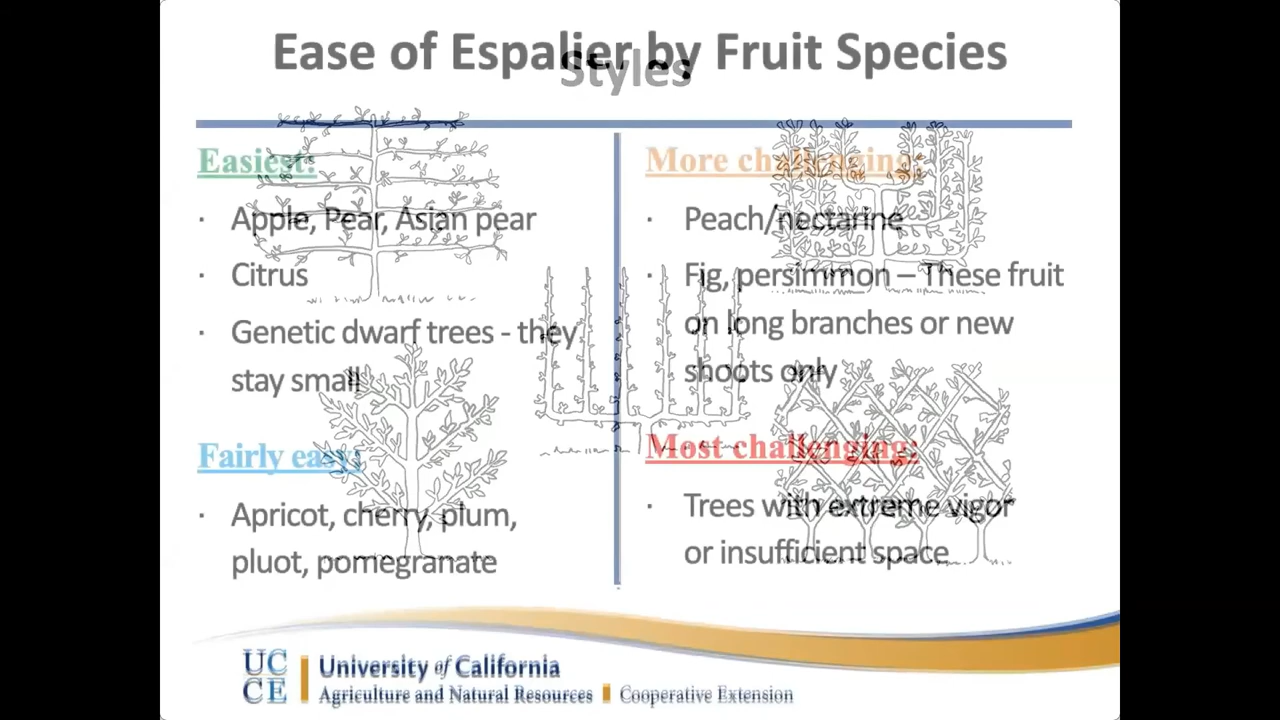 Ease of Espalier by Fruit Species
Styles
Easiest:
· Apple, Pear, Asian pear
· Citrus
· Genetic dwarf trees - they
stay small
Fairly easy:
· Apricot, cherry, plum,
pluot, pomegranate
More challenging:
· Peach/nectarine
· Fig, persimmon – These fruit
on long branches or new
shoots only
Most challenging:
· Trees with extreme vigor
or insufficient space
UC
CE
University of California
Agriculture and Natural Resources
Cooperative Extension